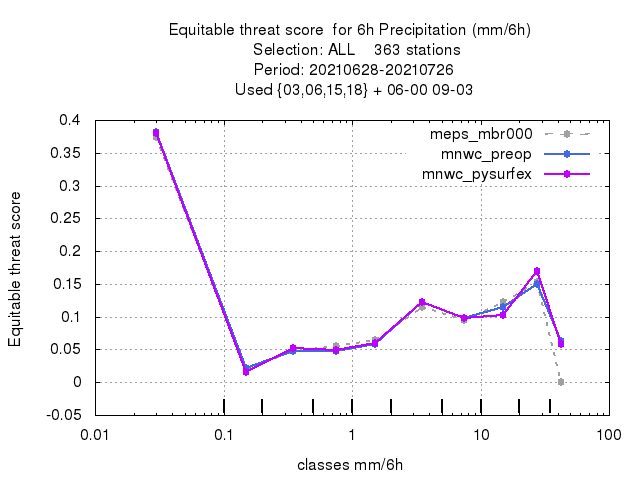 Equitable threat score  for 6h Precipitation (mm/6h)
Selection: ALL    363 stations
Period: 20210628-20210726
Used {03,06,15,18} + 06-00 09-03
meps_mbr000
mnwc_preop
mnwc_pysurfex
0.4
0.35
0.3
0.25
0.2
0.15
0.1
0.05
0
-0.05
Equitable threat score
0.01
0.1
1
10
100
classes mm/6h